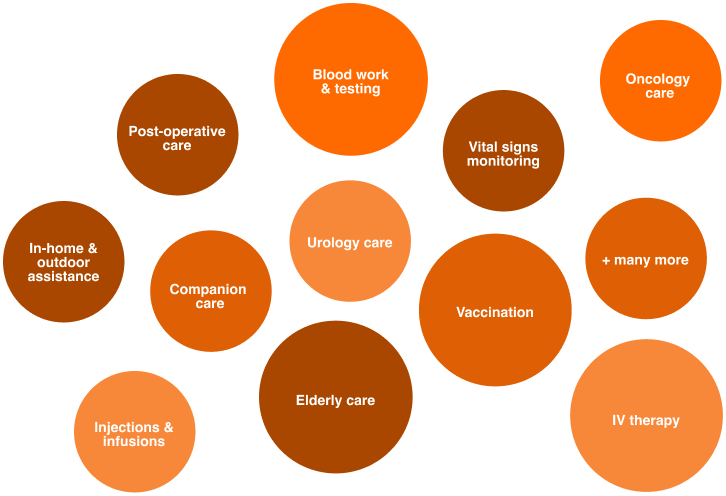 Blood work
& testing
Oncology
care
Post-operative
care
Vital signs
monitoring
Urology care
In-home &
outdoor
assistance
Companion
care
+ many more
Vaccination
Elderly care
IV therapy
Injections &
infusions